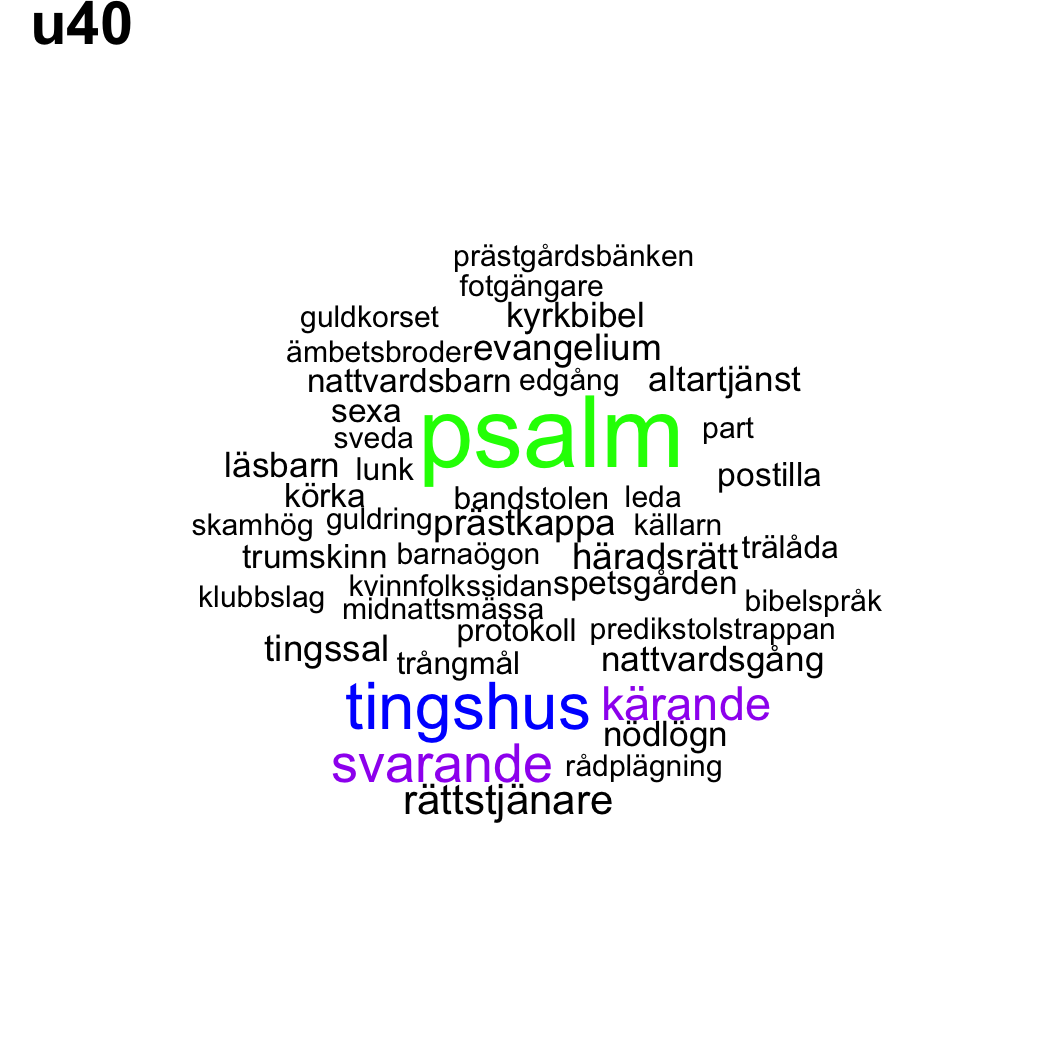 u40
prästgårdsbänken
fotgängare
guldkorset kyrkbibel
ämbetsbroder evangelium
nattvardsbarn edgång altartjänst
sexa psalm part
sveda
läsbarn lunk postilla
körka bandstolen leda
skamhög guldring prästkappa källarn
trumskinn barnaögon häradsrätt trälåda
kvinnfolkssidan spetsgården
klubbslag midnattsmässa bibelspråk
protokoll predikstolstrappan
tingssal trångmål nattvardsgång
tingshus kärande
nödlögn
svarande rådplägning
rättstjänare